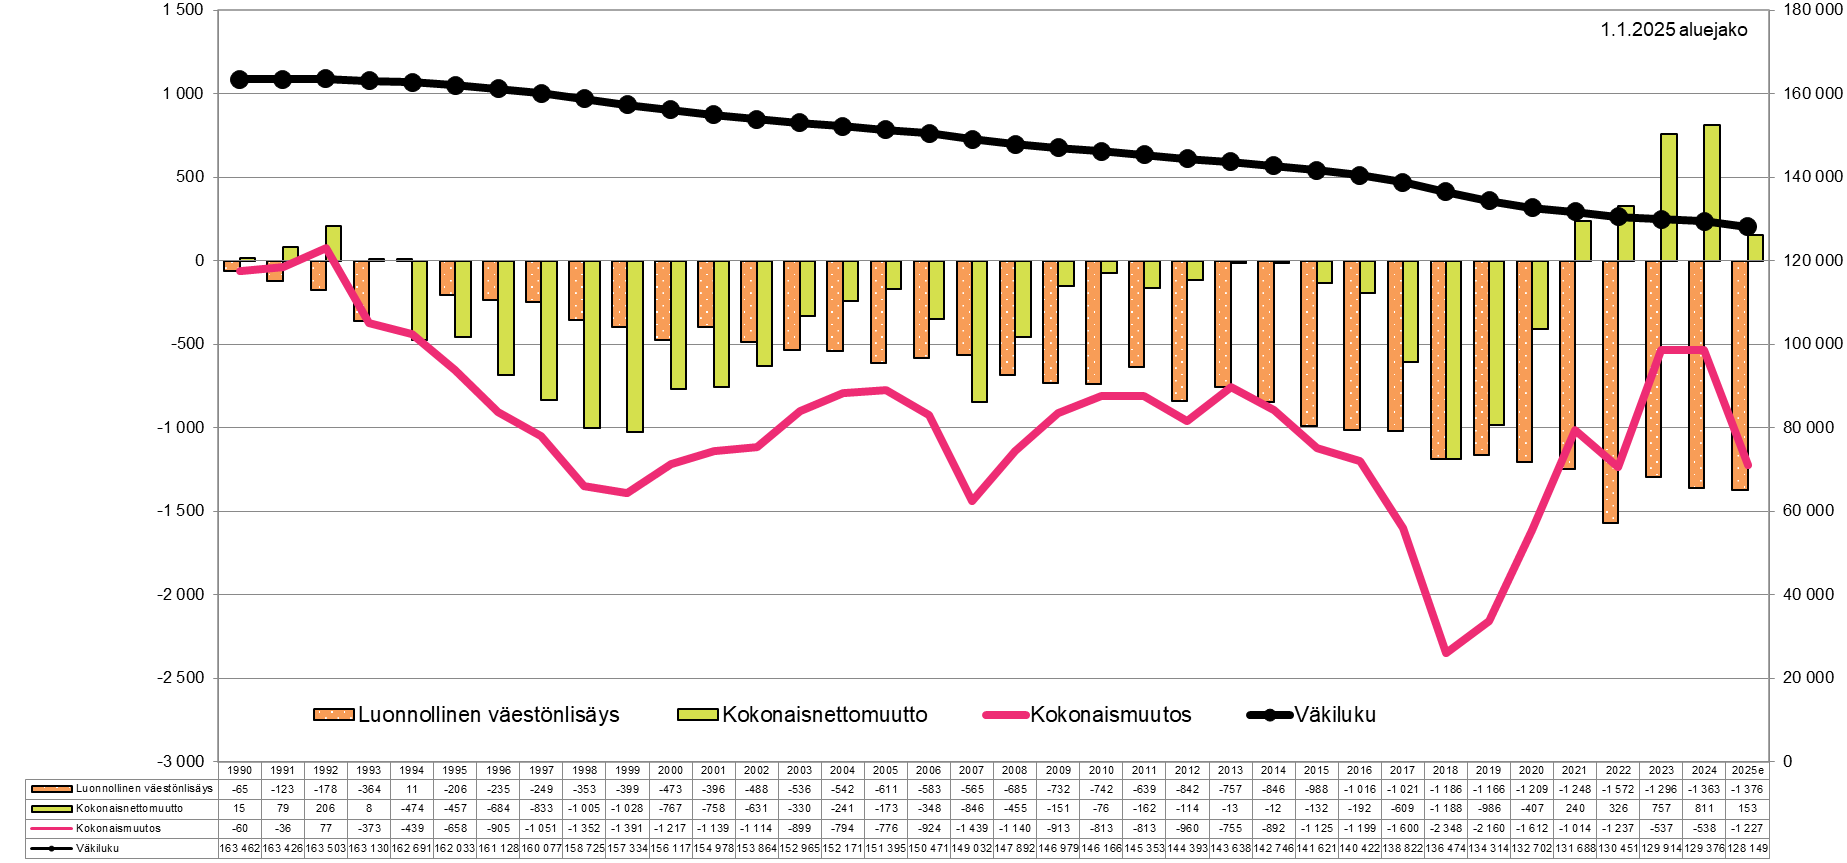 1 500 180 000
1.1.2025 aluejako
1 000 160 000
500 140 000
0 120 000
-500 100 000
-1 000 80 000
-1 500 60 000
-2 000 40 000
-2 500 20 000
Luonnollinen väestönlisäys Kokonaisnettomuutto Kokonaismuutos Väkiluku
-3 000 0
1990 1991 1992 1993 1994 1995 1996 1997 1998 1999 2000 2001 2002 2003 2004 2005 2006 2007 2008 2009 2010 2011 2012 2013 2014 2015 2016 2017 2018 2019 2020 2021 2022 2023 2024 2025e
Luonnollinen väestönlisäys -65 -123 -178 -364 11 -206 -235 -249 -353 -399 -473 -396 -488 -536 -542 -611 -583 -565 -685 -732 -742 -639 -842 -757 -846 -988 -1 016 -1 021 -1 186 -1 166 -1 209 -1 248 -1 572 -1 296 -1 363 -1 376
Kokonaisnettomuutto 15 79 206 8 -474 -457 -684 -833 -1 005 -1 028 -767 -758 -631 -330 -241 -173 -348 -846 -455 -151 -76 -162 -114 -13 -12 -132 -192 -609 -1 188 -986 -407 240 326 757 811 153
Kokonaismuutos -60 -36 77 -373 -439 -658 -905 -1 051 -1 352 -1 391 -1 217 -1 139 -1 114 -899 -794 -776 -924 -1 439 -1 140 -913 -813 -813 -960 -755 -892 -1 125 -1 199 -1 600 -2 348 -2 160 -1 612 -1 014 -1 237 -537 -538 -1 227
Väkiluku 163 462 163 426 163 503 163 130 162 691 162 033 161 128 160 077 158 725 157 334 156 117 154 978 153 864 152 965 152 171 151 395 150 471 149 032 147 892 146 979 146 166 145 353 144 393 143 638 142 746 141 621 140 422 138 822 136 474 134 314 132 702 131 688 130 451 129 914 129 376 128 149